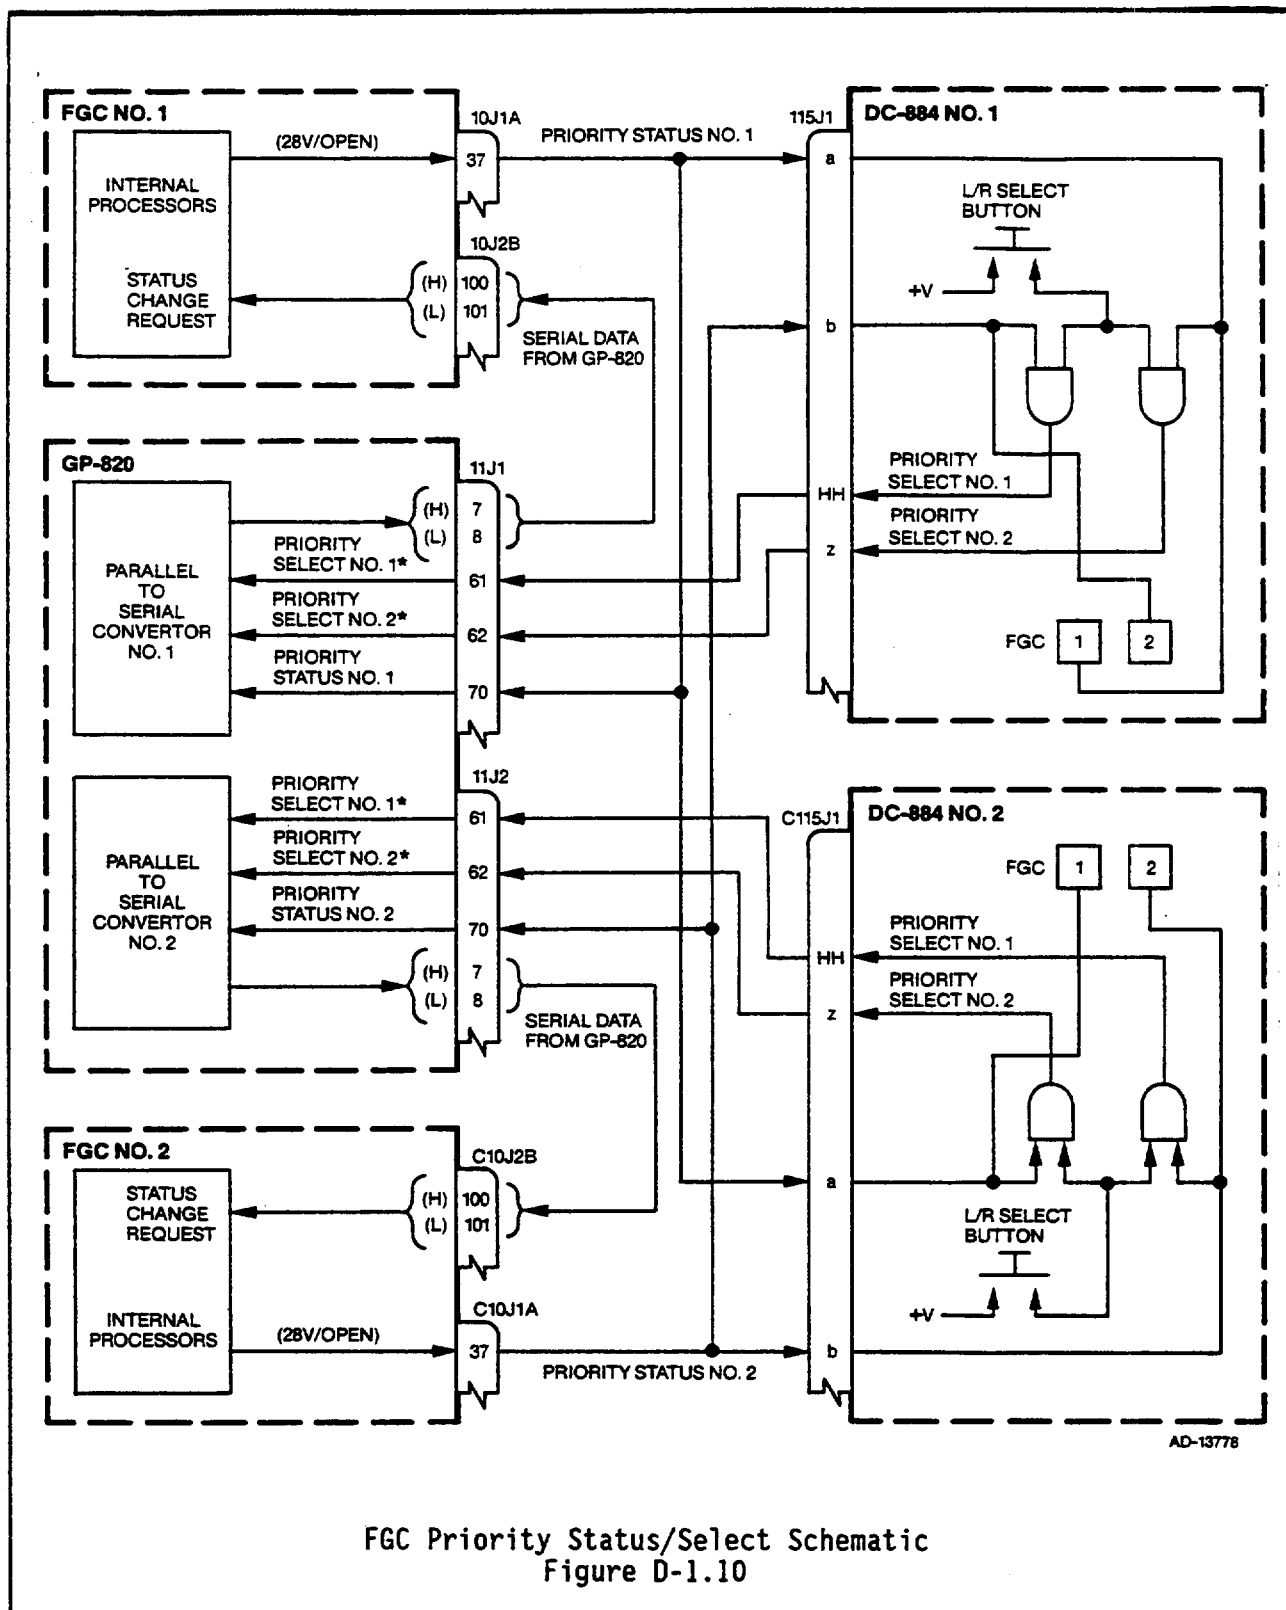 FGC NO. 1
INTERNAL
PROCESSORS
STATUS
CHANGE
REQUEST
(28V/OPEN)
10J1A
37
PRIORITY STATUS NO. 1
10J2B
(H) 100
(L) 101
SERIAL DATA
FROM GP-820
GP-820
PARALLEL
TO
SERIAL
CONVERTOR
NO. 1
11J1
(H) 7
(L) 8
PRIORITY
SELECT NO. 1*
61
PRIORITY
SELECT NO. 2*
62
PRIORITY
STATUS NO. 1
70
PARALLEL
TO
SERIAL
CONVERTOR
NO. 2
11J2
PRIORITY
SELECT NO. 1*
61
PRIORITY
SELECT NO. 2*
62
PRIORITY
STATUS NO. 2
70
(H) 7
(L) 8
SERIAL DATA
FROM GP-820
FGC NO. 2
STATUS
CHANGE
REQUEST
INTERNAL
PROCESSORS
C10J2B
(H) 100
(L) 101
(28V/OPEN)
C10J1A
37
PRIORITY STATUS NO. 2
115J1
DC-884 NO. 1
a
L/R SELECT
BUTTON
+V
b
PRIORITY
SELECT NO. 1
HH
PRIORITY
SELECT NO. 2
z
FGC 1 2
C115J1
DC-884 NO. 2
FGC 1 2
PRIORITY
SELECT NO. 1
HH
PRIORITY
SELECT NO. 2
z
a
L/R SELECT
BUTTON
+V
b
AD-13778
FGC Priority Status/Select Schematic
Figure D-1.10